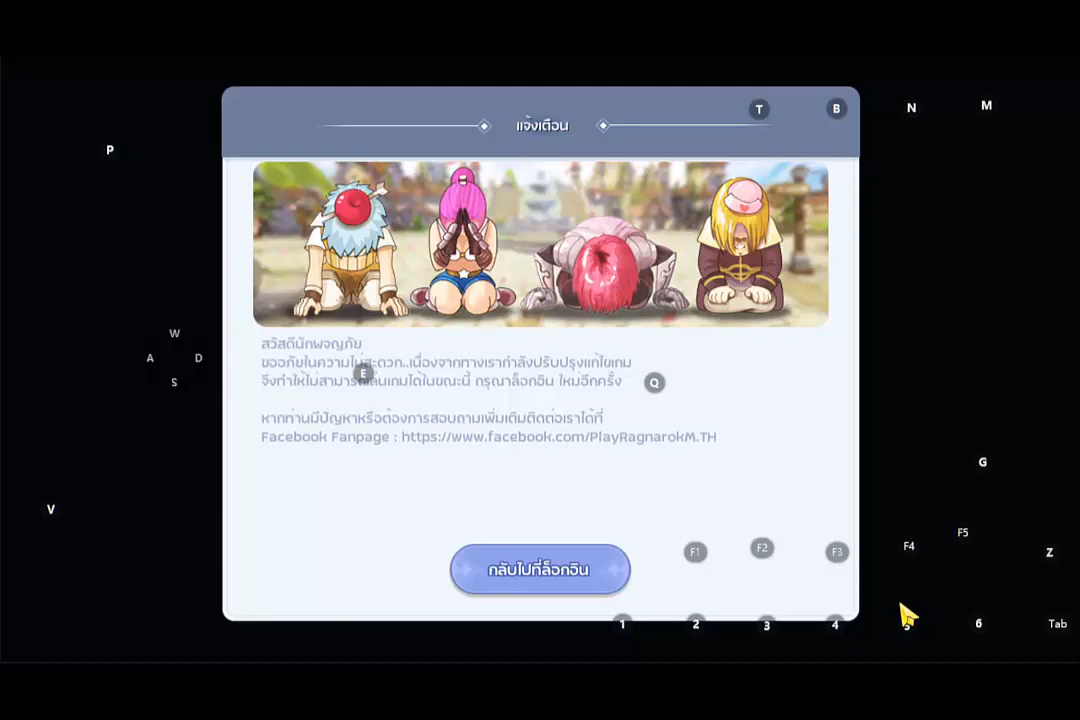 T
B
N
M
แจ้งเตือน
P
W
A
D
S
สวัสดีนักผจญภัย
ขออภัยในความไม่สะดวก..เนื่องจากทางเรากำลังปรับปรุงแก้ไขเกม
E
จึงทำให้ไม่สามารถเล่นเกมได้ในขณะนี้ กรุณาล็อกอิน ใหม่อีกครั้ง
Q
หากท่านมีปัญหาหรือต้องการสอบถามเพิ่มเติมติดต่อเราได้ที่
Facebook Fanpage : https://www.facebook.com/PlayRagnarokM.TH
G
V
F5
F4
F1
F2
F3
Z
กลับไปที่ล็อกอิน
1
2
3
4
5
6
Tab